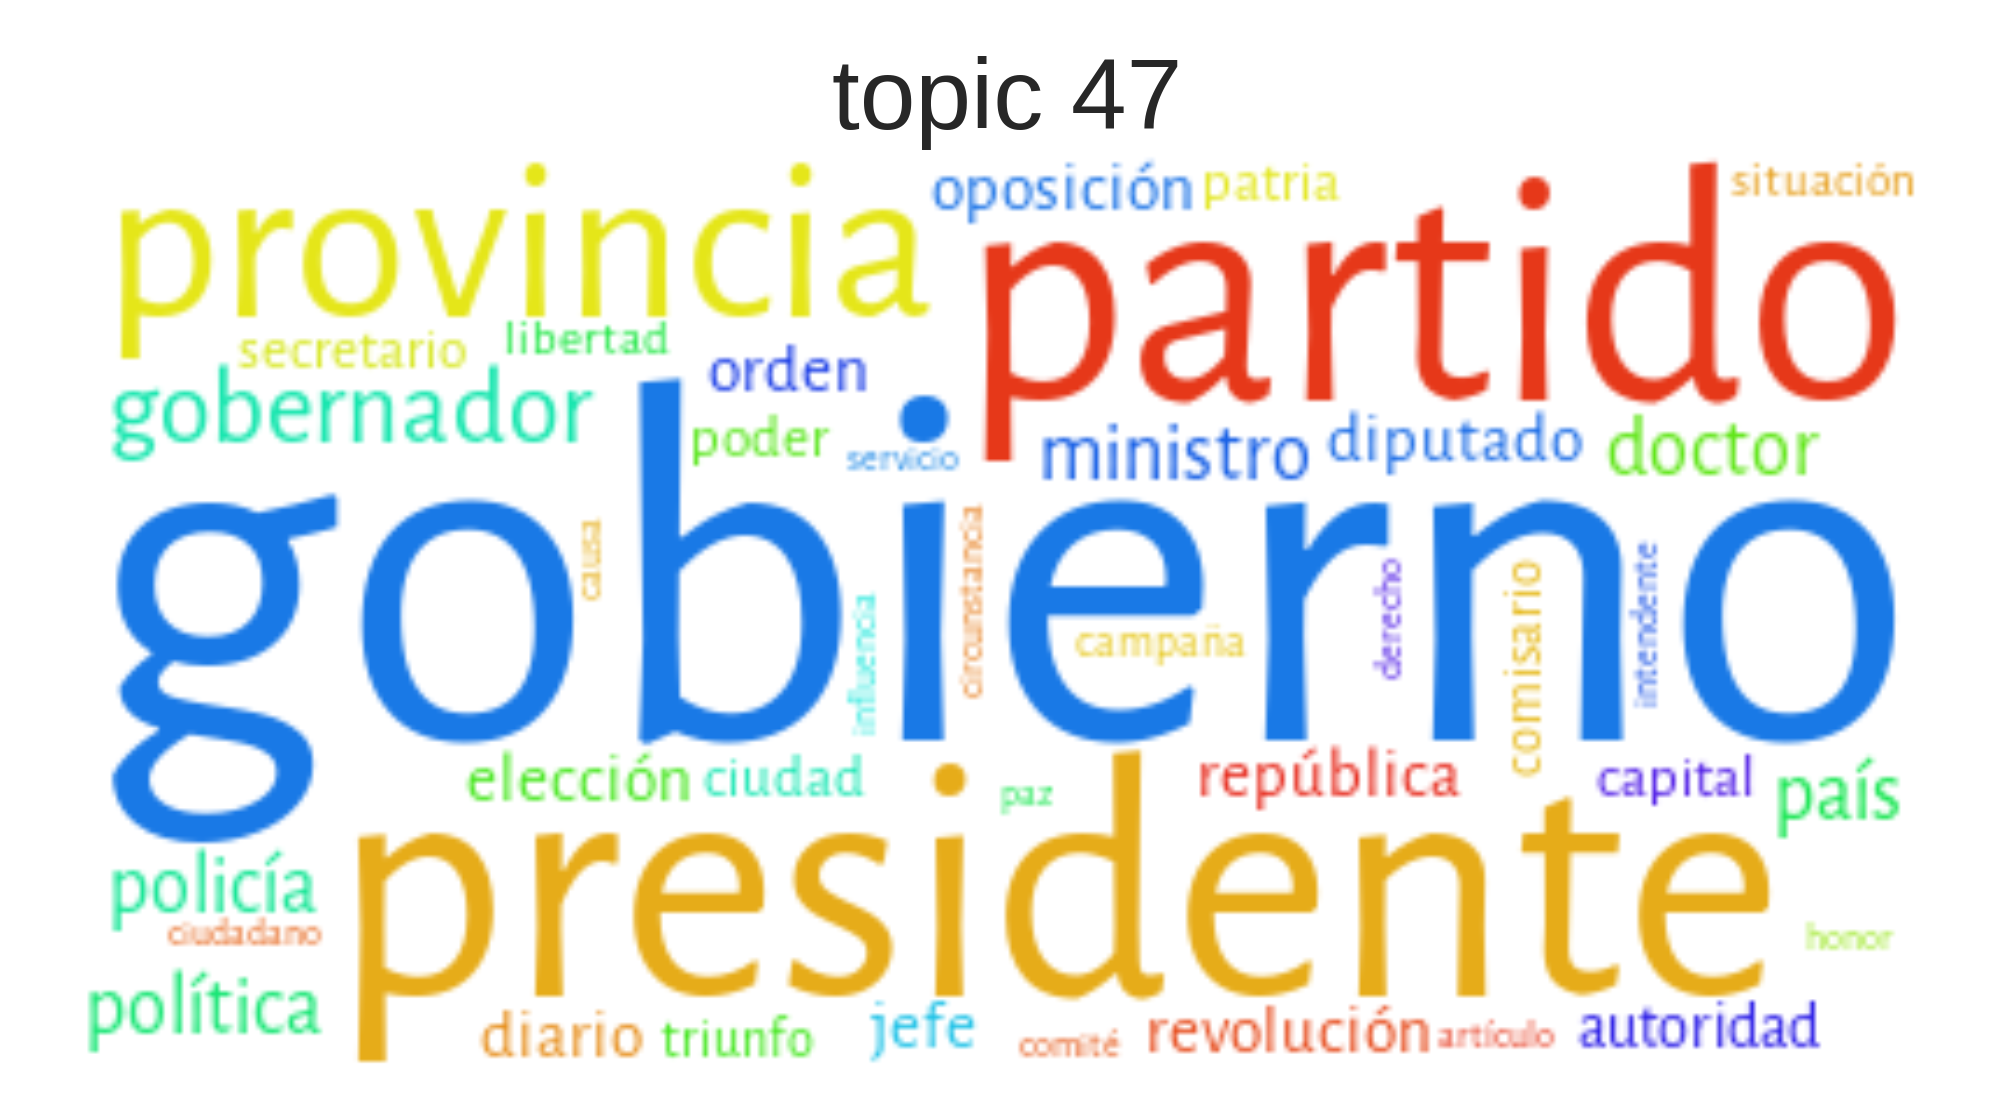 topic 47
provincia
oposición
patria
situación
partido
secretario
libertad
orden
gobernador
poder
servicio
ministro
diputado
doctor
gobierno
causa
influencia
circunstancia
campaña
derecho
comisario
intendente
elección
ciudad
paz
república
capital
país
policía
ciudadano
presidente
honor
política
diario
triunfo
jefe
comité
revolución
artículo
autoridad